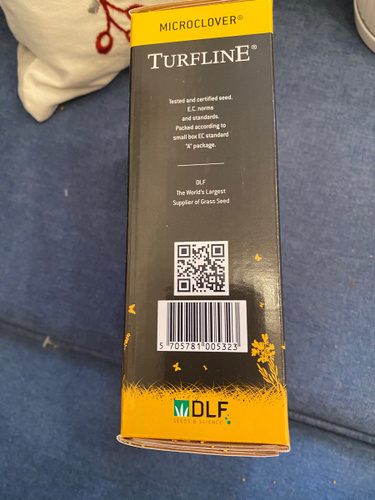 MICROCLOVER®
TURFLINE®
Tested and certified seed.
E.C. norms
and standards.
Packed according to
small box EC standard
"A" package.
DLF
The World's Largest
Supplier of Grass Seed
5 705781 005323
DLF
SEEDS & SCIENCE